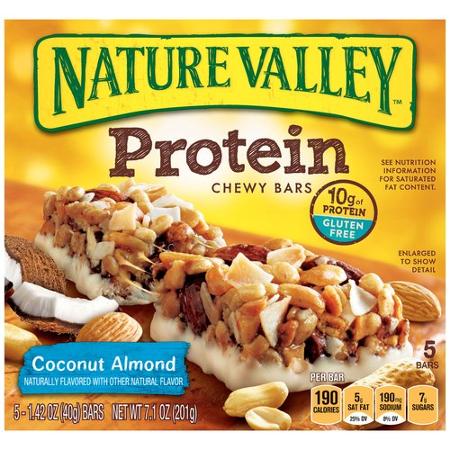 NATURE VALLEY™
Protein
CHEWY BARS
SEE NUTRITION
INFORMATION
FOR SATURATED
FAT CONTENT.
10g of
PROTEIN
GLUTEN
FREE
ENLARGED
TO SHOW
DETAIL
Coconut Almond
NATURALLY FLAVORED WITH OTHER NATURAL FLAVOR
5 - 1.42 OZ (40g) BARS NET WT 7.1 OZ (201g)
5
BARS
PER BAR
190
CALORIES
5g
SAT FAT
25% DV
190mg
SODIUM
8% DV
7g
SUGARS